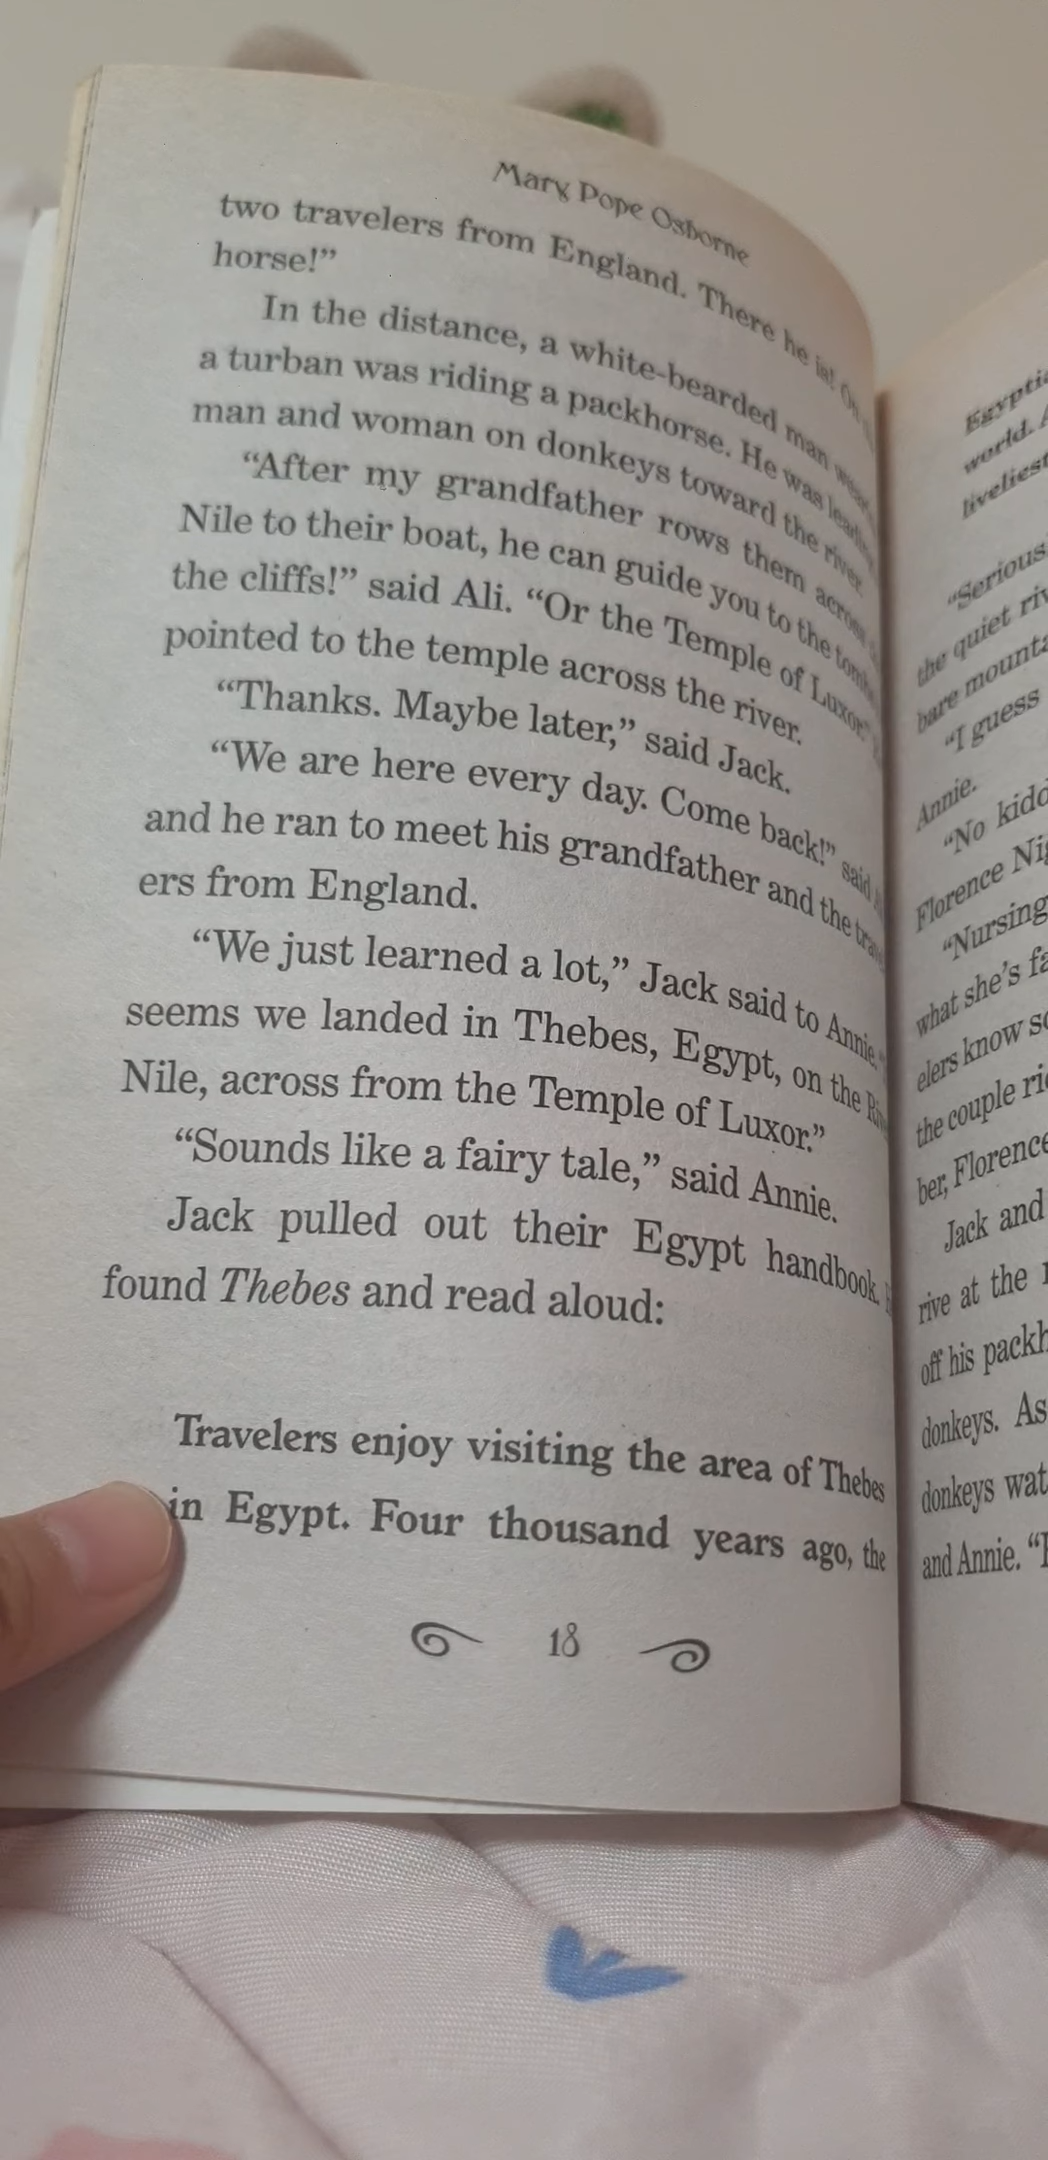 Mary Pope Osborne
two travelers from England. There he is! On
horse!”
In the distance, a white-bearded man
a turban was riding a packhorse. He was
man and woman on donkeys toward the river.
“After my grandfather rows them across
Nile to their boat, he can guide you to the
the cliffs!” said Ali. “Or the Temple of Luxor.”
pointed to the temple across the river.
“Thanks. Maybe later,” said Jack.
“We are here every day. Come back!” said
and he ran to meet his grandfather and the
ers from England.
“We just learned a lot,” Jack said to Annie.
seems we landed in Thebes, Egypt, on the
Nile, across from the Temple of Luxor.”
“Sounds like a fairy tale,” said Annie.
Jack pulled out their Egypt handbook.
found Thebes and read aloud:
Travelers enjoy visiting the area of Thebes
in Egypt. Four thousand years ago, the
18
world.
liveliest
“Serious
the quiet
bare
“I guess
Annie.
“No
Florence
“Nursing
what she’s
elers know
the couple
ber, Florence
Jack and
rive at the
off his
donkeys. As
donkeys
and Annie.